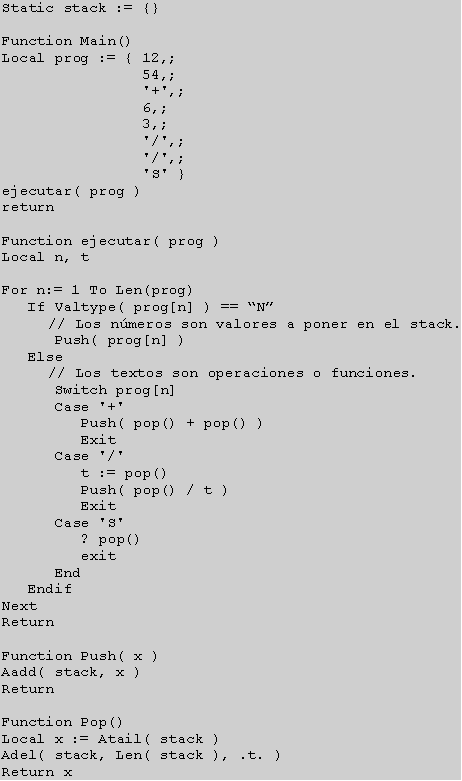 Static stack := {}
Function Main()
Local prog := { 12,;
54,;
'+',;
6,;
3,;
'/',;
'/',;
'S' }
ejecutar( prog )
return
Function ejecutar( prog )
Local n, t
For n:= 1 To Len(prog)
If Valtype( prog[n] ) == “N”
// Los números son valores a poner en el stack.
Push( prog[n] )
Else
// Los textos son operaciones o funciones.
Switch prog[n]
Case '+'
Push( pop() + pop() )
Exit
Case '/'
t := pop()
Push( pop() / t )
Exit
Case 'S'
? pop()
exit
End
Endif
Next
Return
Function Push( x )
Aadd( stack, x )
Return
Function Pop()
Local x := Atail( stack )
Adel( stack, Len( stack ), .t. )
Return x